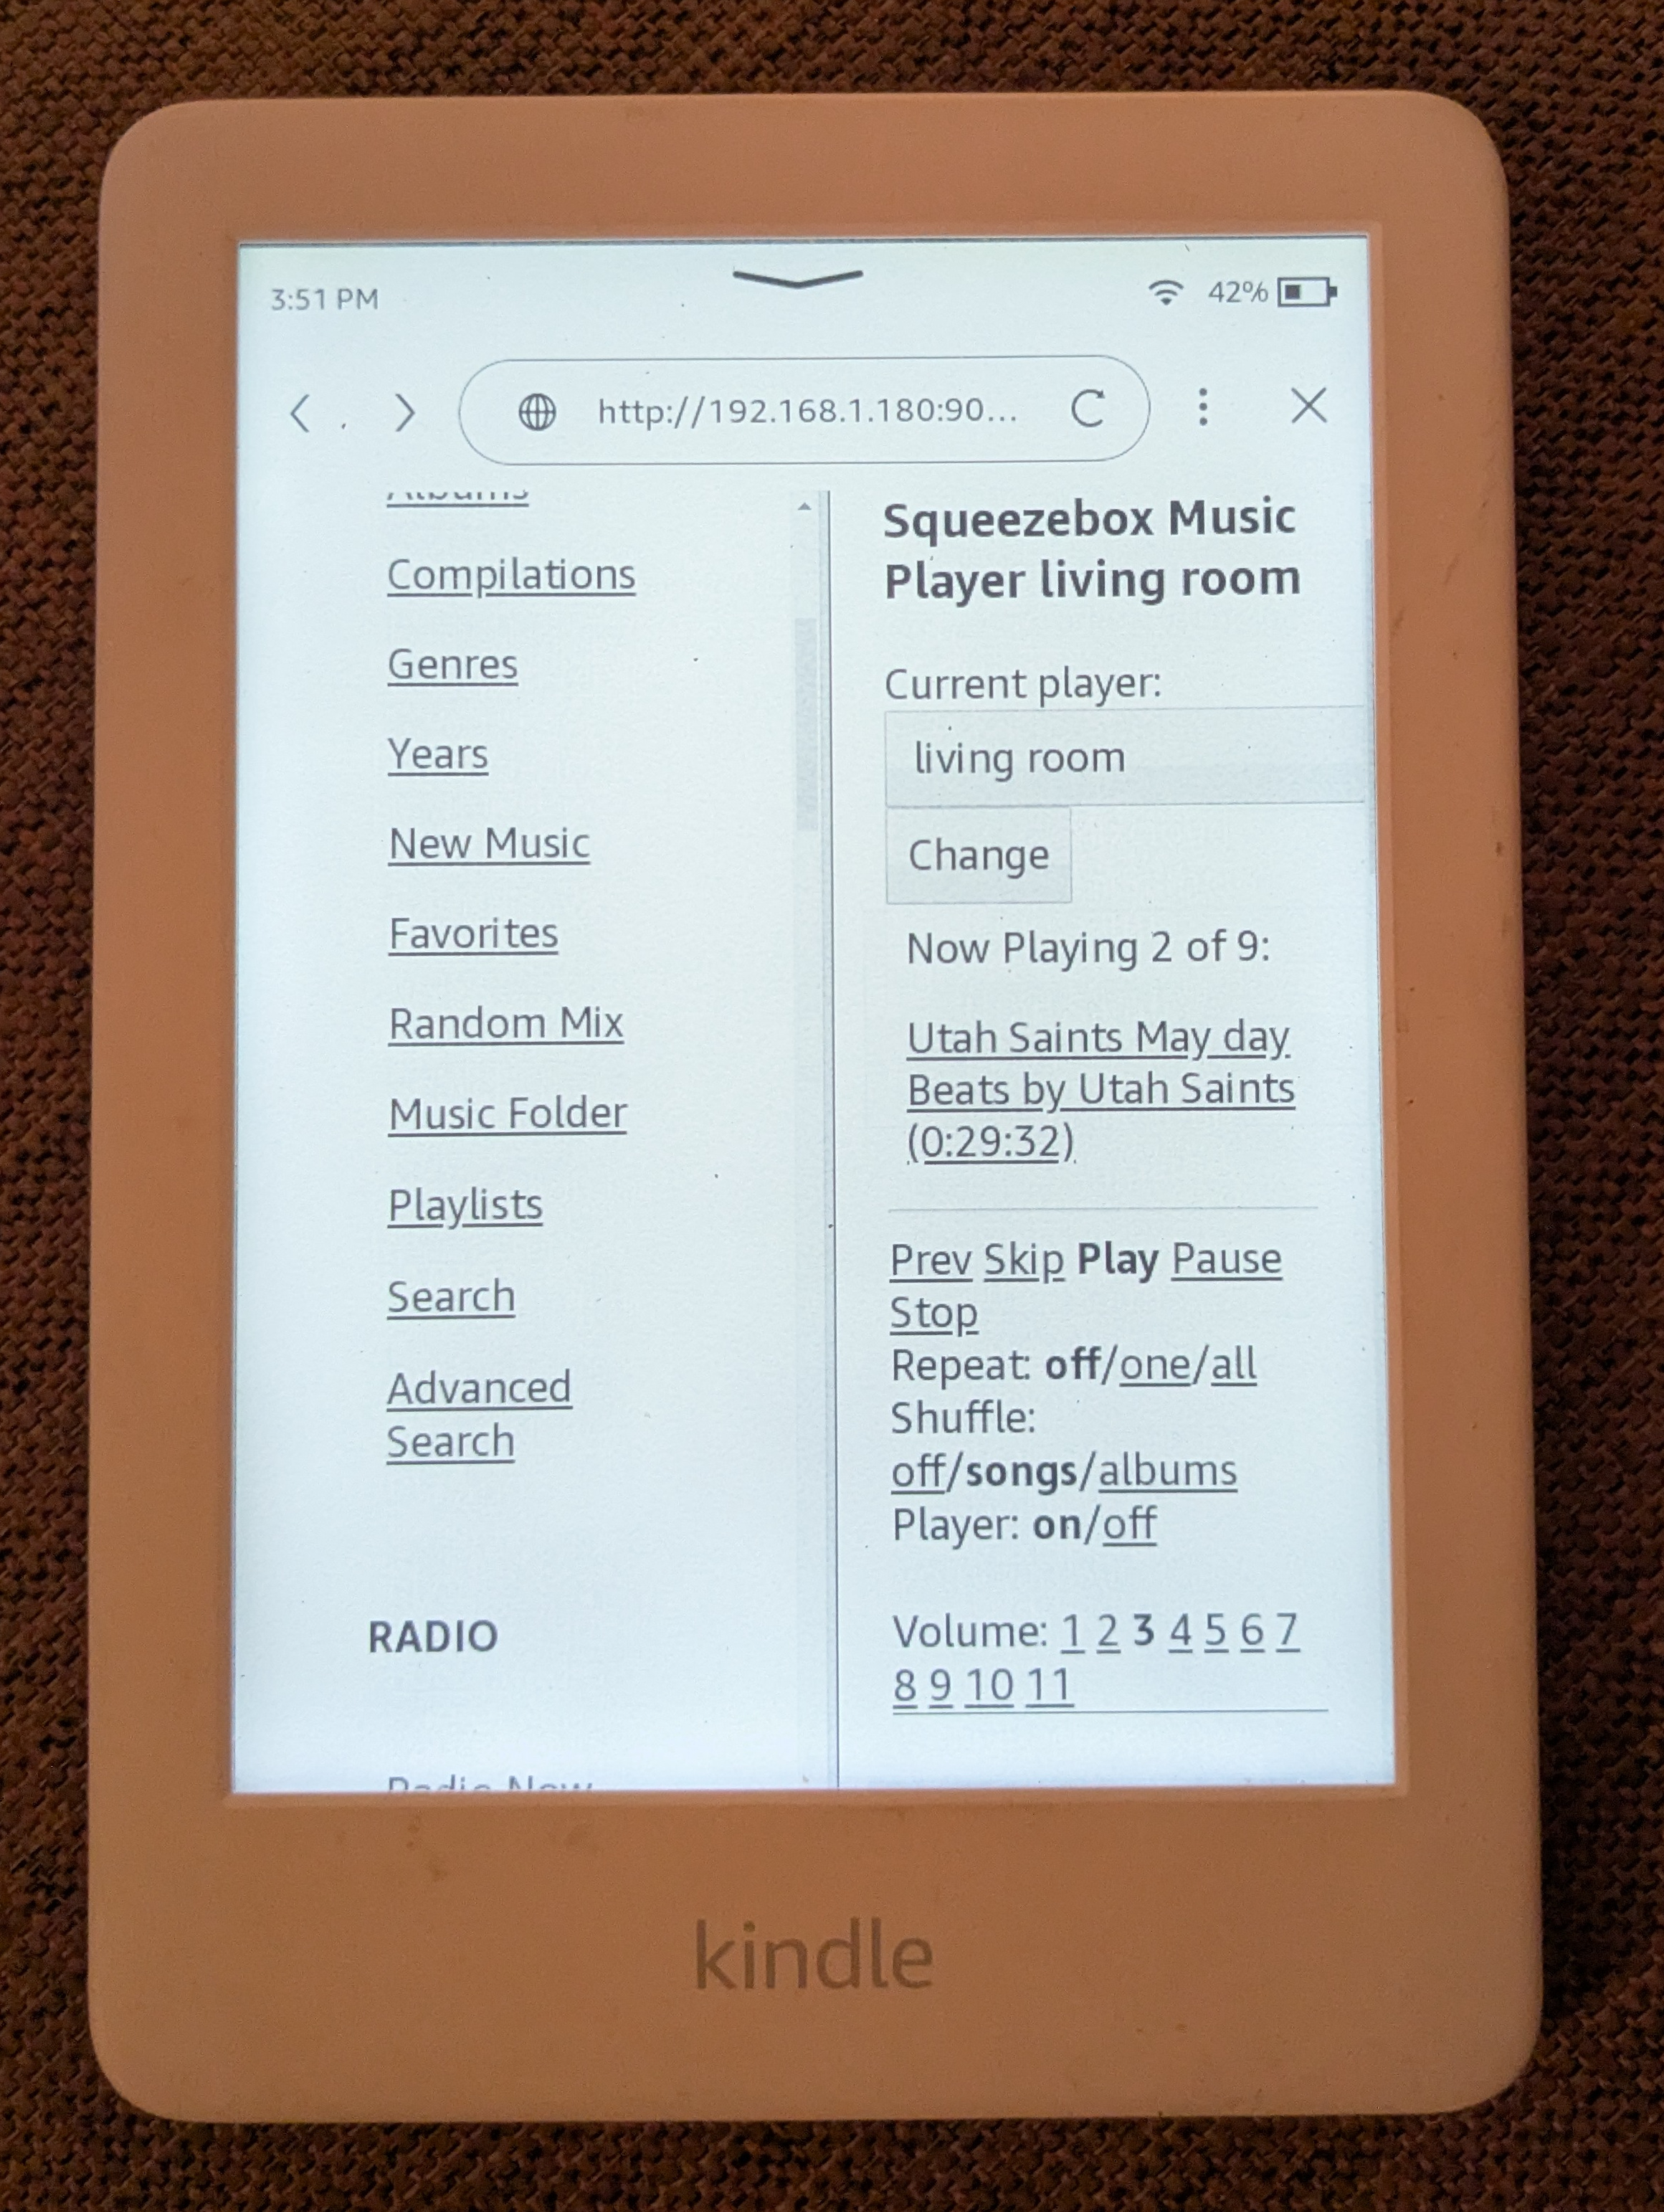 3:51 PM
42%
http://192.168.1.180:90...
Albums
Compilations
Genres
Years
New Music
Favorites
Random Mix
Music Folder
Playlists
Search
Advanced
Search
RADIO
Radio Now
Squeezebox Music
Player living room
Current player:
living room
Change
Now Playing 2 of 9:
Utah Saints May day
Beats by Utah Saints
(0:29:32)
Prev Skip Play Pause
Stop
Repeat: off/one/all
Shuffle:
off/songs/albums
Player: on/off
Volume: 1 2 3 4 5 6 7
8 9 10 11
kindle